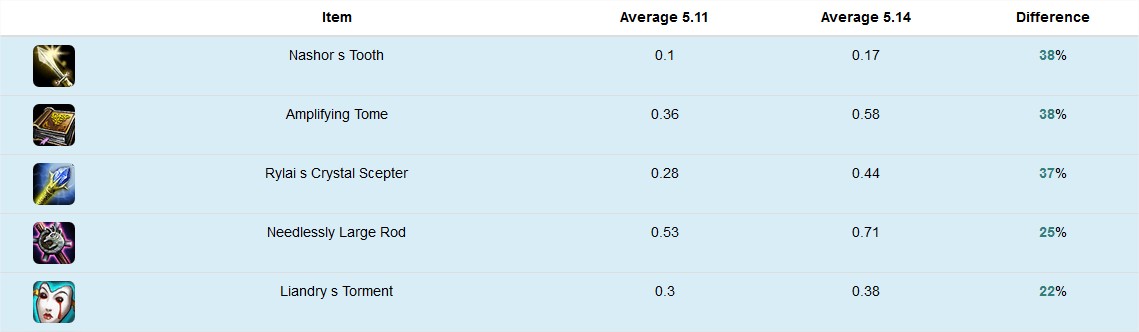 Item Average 5.11 Average 5.14 Difference
Nashor s Tooth 0.1 0.17 38%
Amplifying Tome 0.36 0.58 38%
Rylai s Crystal Scepter 0.28 0.44 37%
Needlessly Large Rod 0.53 0.71 25%
Liandry s Torment 0.3 0.38 22%